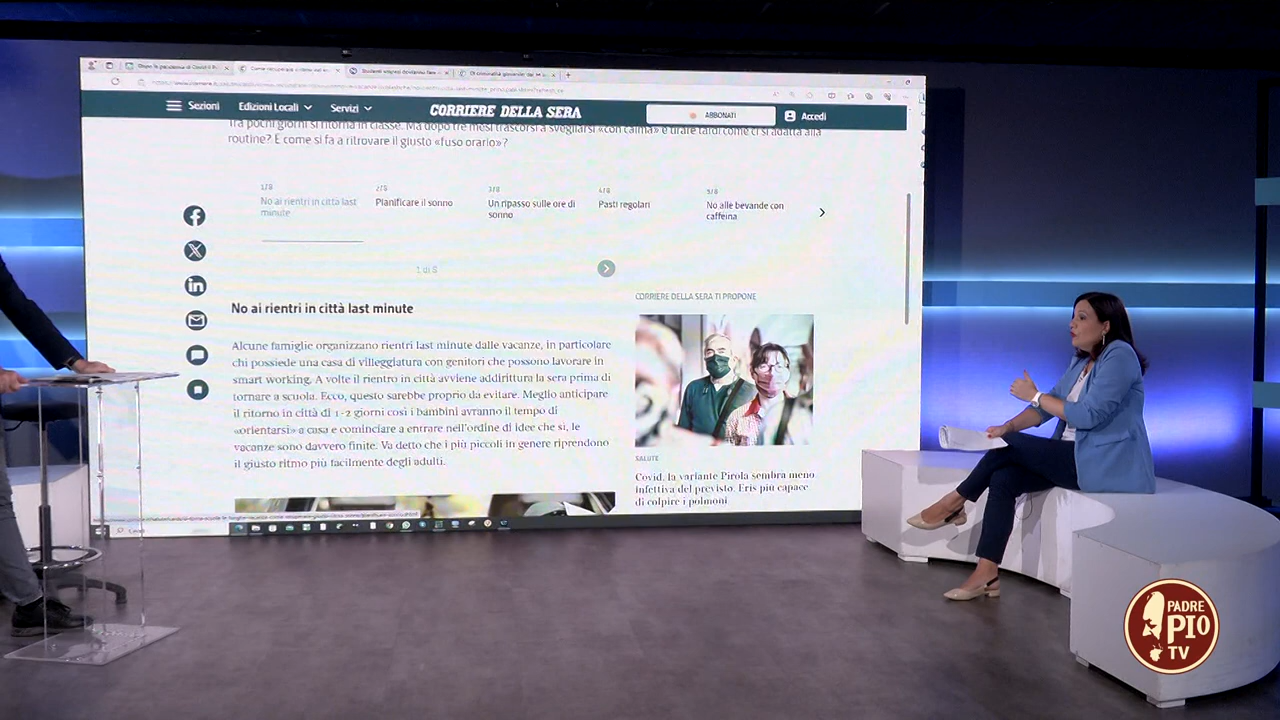 Sezioni
Edizioni Locali
Servizi
CORRIERE DELLA SERA
ABBONATI
Accedi
Tra pochi giorni si ritorna in classe. Ma dopo tre mesi trascorsi a svegliarsi «con calma» e tirare tardi come ci si adatta alla
routine? E come si fa a ritrovare il giusto «fuso orario»?
1/8
No ai rientri in città last
minute
2/8
Planificare il sonno
3/8
Un ripasso sulle ore di
sonno
4/8
Pasti regolari
5/8
No alle bevande con
caffeina
1 di 8
No ai rientri in città last minute
Alcune famiglie organizzano rientri last minute dalle vacanze, in particolare
chi possiede una casa di villeggiatura con genitori che possono lavorare in
smart working. A volte il rientro in città avviene addirittura la sera prima di
tornare a scuola. Ecco, questo sarebbe proprio da evitare. Meglio anticipare
il ritorno in città di 1-2 giorni così i bambini avranno il tempo di
«orientarsi» a casa e cominciare a entrare nell'ordine di idee che sì, le
vacanze sono davvero finite. Va detto che i più piccoli in genere riprendono
il giusto ritmo più facilmente degli adulti.
CORRIERE DELLA SERA TI PROPONE
SALUTE
Covid, la variante Pirola sembra meno
infettiva del previsto. Eris più capace
di colpire i polmoni
PADRE
PIO
TV